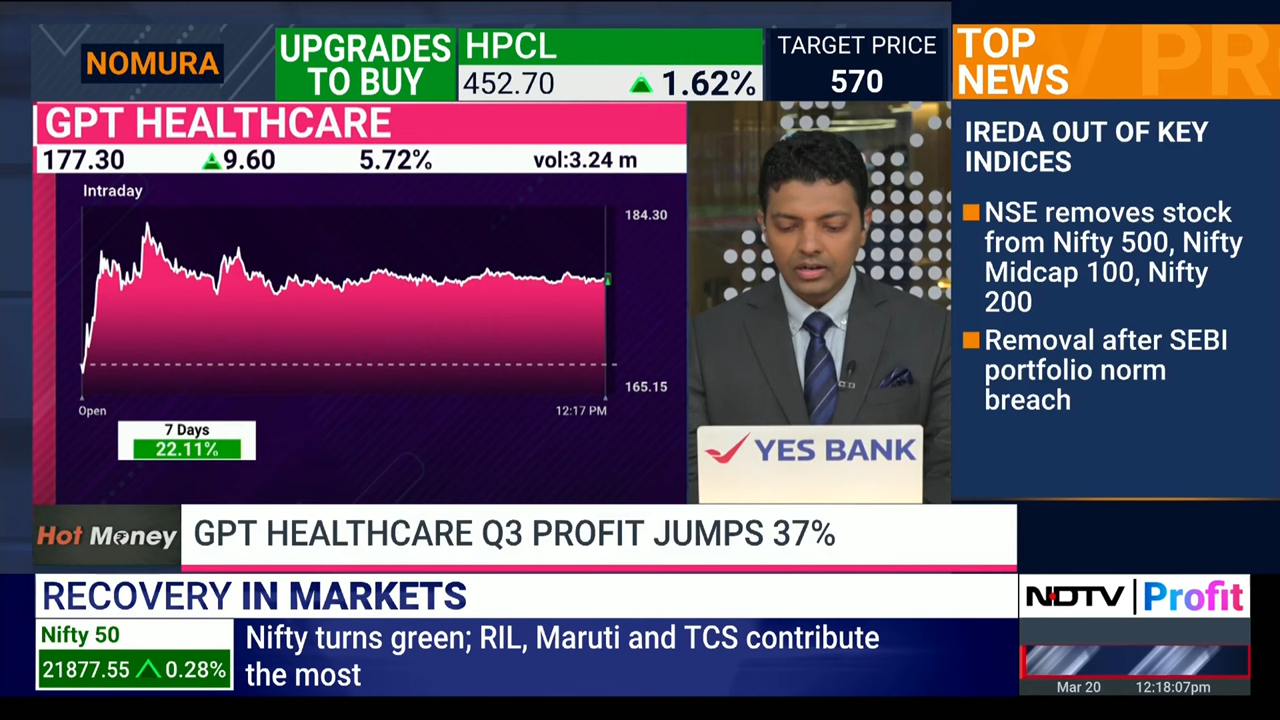 NOMURA
UPGRADES
TO BUY
HPCL
452.70 1.62%
TARGET PRICE
570
TOP
NEWS
GPT HEALTHCARE
177.30 9.60 5.72% vol:3.24 m
Intraday
184.30
165.15
Open
12:17 PM
7 Days
22.11%
YES BANK
IREDA OUT OF KEY
INDICES
NSE removes stock
from Nifty 500, Nifty
Midcap 100, Nifty
200
Removal after SEBI
portfolio norm
breach
Hot Money
GPT HEALTHCARE Q3 PROFIT JUMPS 37%
RECOVERY IN MARKETS
NDTV Profit
Nifty 50
21877.55 0.28%
Nifty turns green; RIL, Maruti and TCS contribute
the most
Mar 20 12:18:07pm